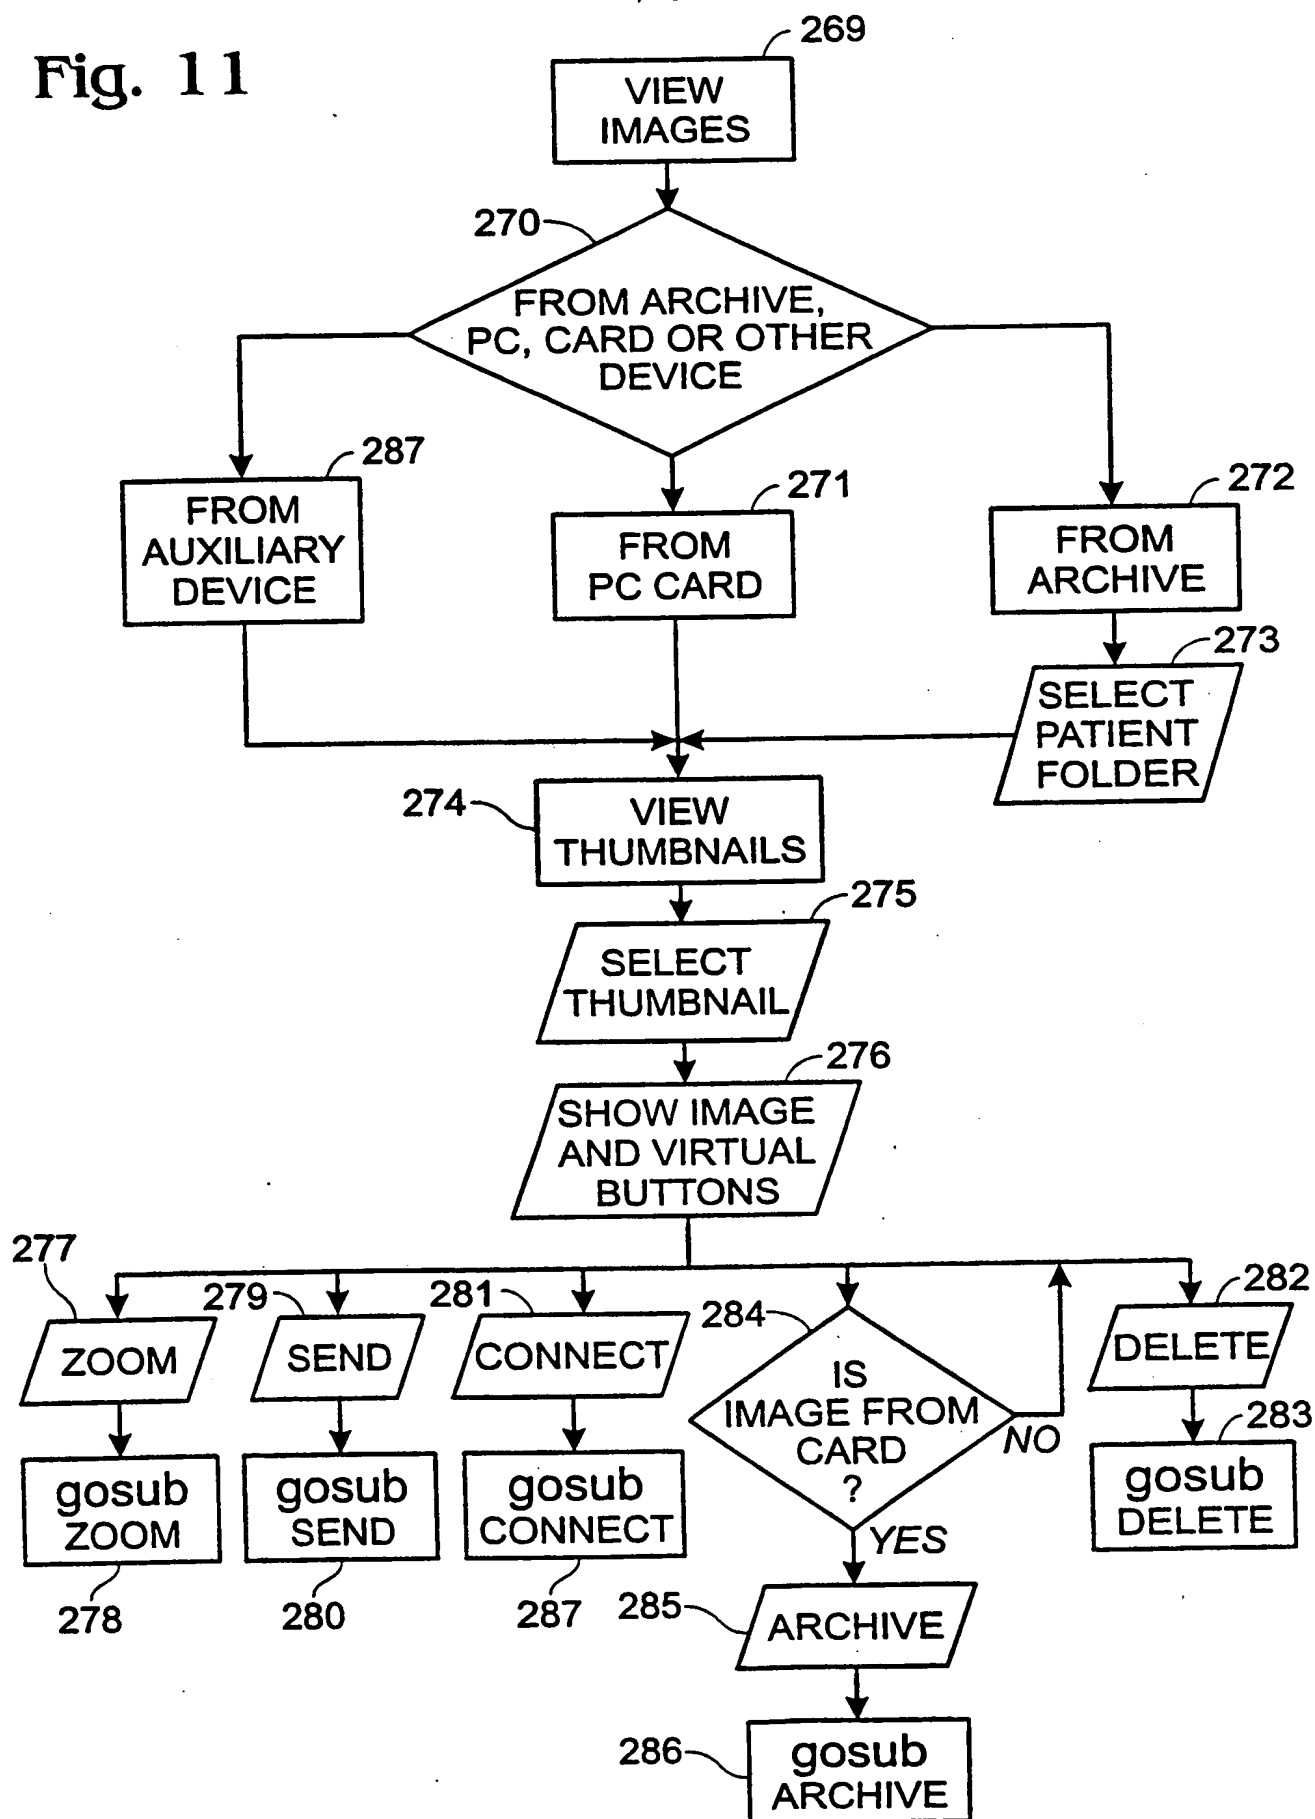 Fig. 11
269
VIEW
IMAGES
270
FROM ARCHIVE,
PC, CARD OR OTHER
DEVICE
287
FROM
AUXILIARY
DEVICE
271
FROM
PC CARD
272
FROM
ARCHIVE
273
SELECT
PATIENT
FOLDER
274
VIEW
THUMBNAILS
275
SELECT
THUMBNAIL
276
SHOW IMAGE
AND VIRTUAL
BUTTONS
277
ZOOM
279
SEND
281
CONNECT
284
IS
IMAGE FROM
CARD
?
NO
YES
282
DELETE
283
gosub
DELETE
gosub
ZOOM
278
gosub
SEND
280
gosub
CONNECT
287
285
ARCHIVE
286
gosub
ARCHIVE